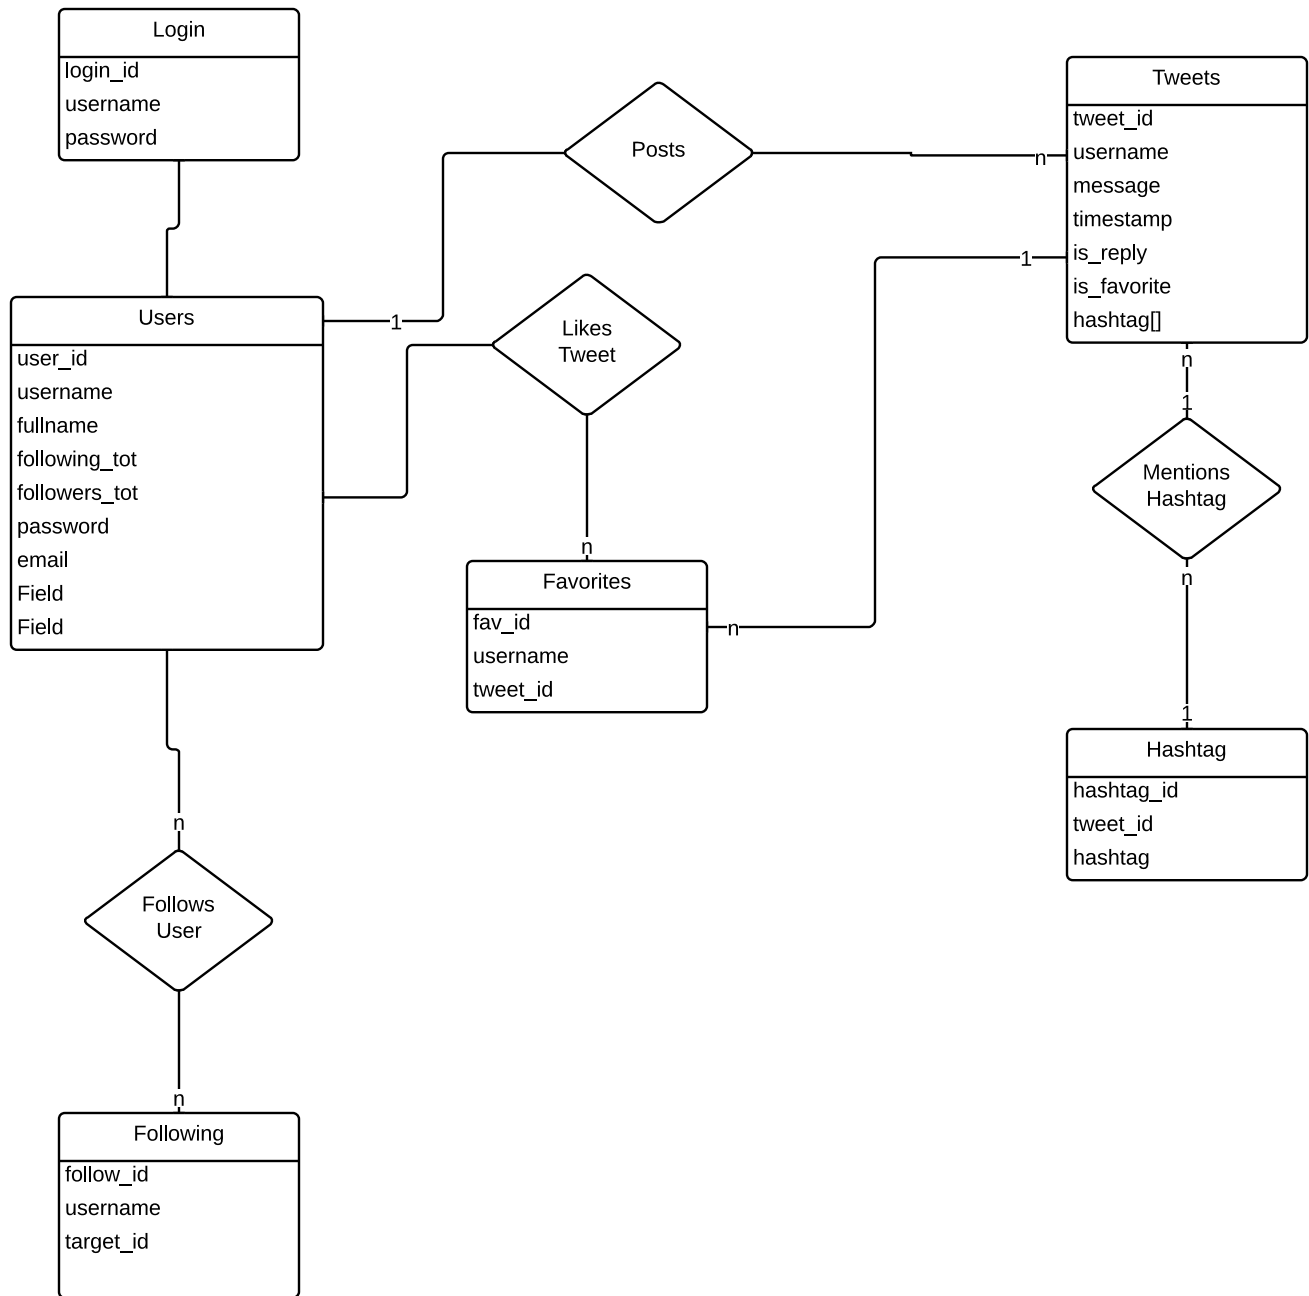 Login
login_id
username
password
Posts
Tweets
tweet_id
username
message
timestamp
is_reply
is_favorite
hashtag[]
n
1
Users
user_id
username
fullname
following_tot
followers_tot
password
email
Field
Field
1
Likes
Tweet
n
Favorites
fav_id
username
tweet_id
n
n
1
Mentions
Hashtag
n
1
Hashtag
hashtag_id
tweet_id
hashtag
n
Follows
User
n
Following
follow_id
username
target_id